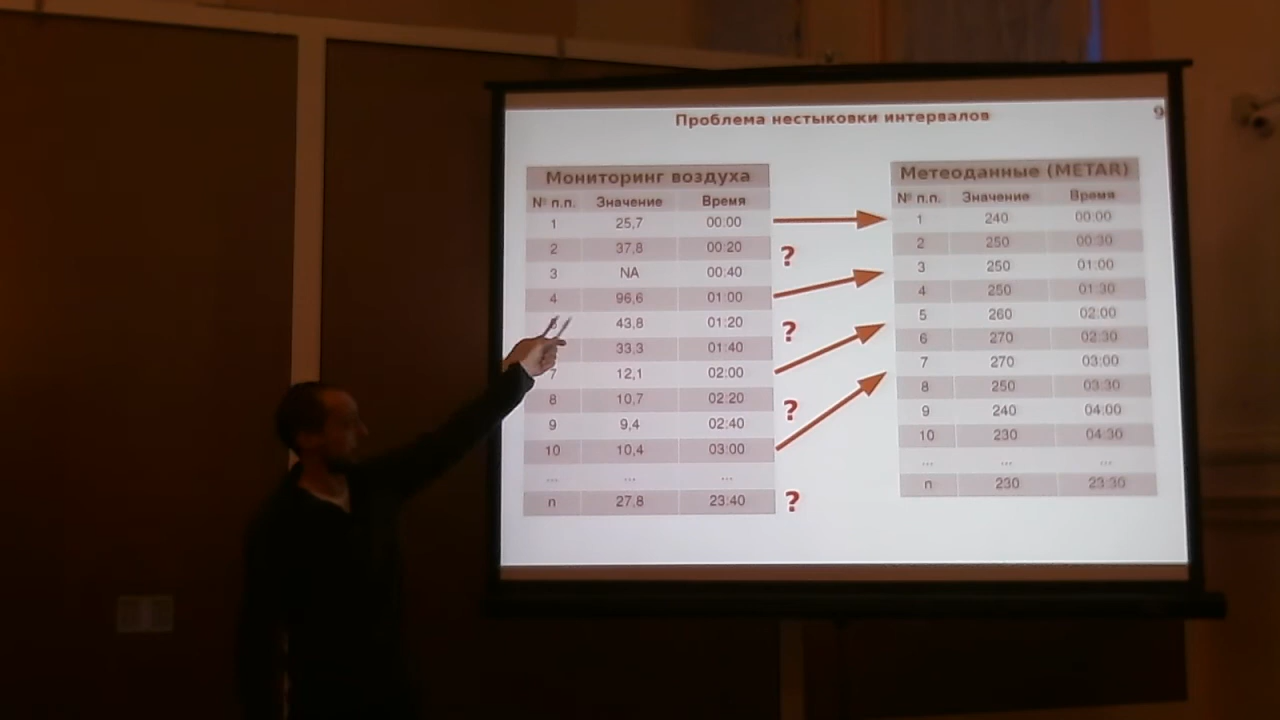 Проблема нестыковки интервалов
9
Мониторинг воздуха
№ п.п. Значение Время
1 25,7 00:00
2 37,8 00:20
3 NA 00:40
4 96,6 01:00
43,8 01:20
33,3 01:40
7 12,1 02:00
8 10,7 02:20
9 9,4 02:40
10 10,4 03:00
... ... ...
n 27,8 23:40
?
?
?
?
Метеоданные (METAR)
№ п.п. Значение Время
1 240 00:00
2 250 00:30
3 250 01:00
4 250 01:30
5 260 02:00
6 270 02:30
7 270 03:00
8 250 03:30
9 240 04:00
10 230 04:30
... ... ...
n 230 23:30